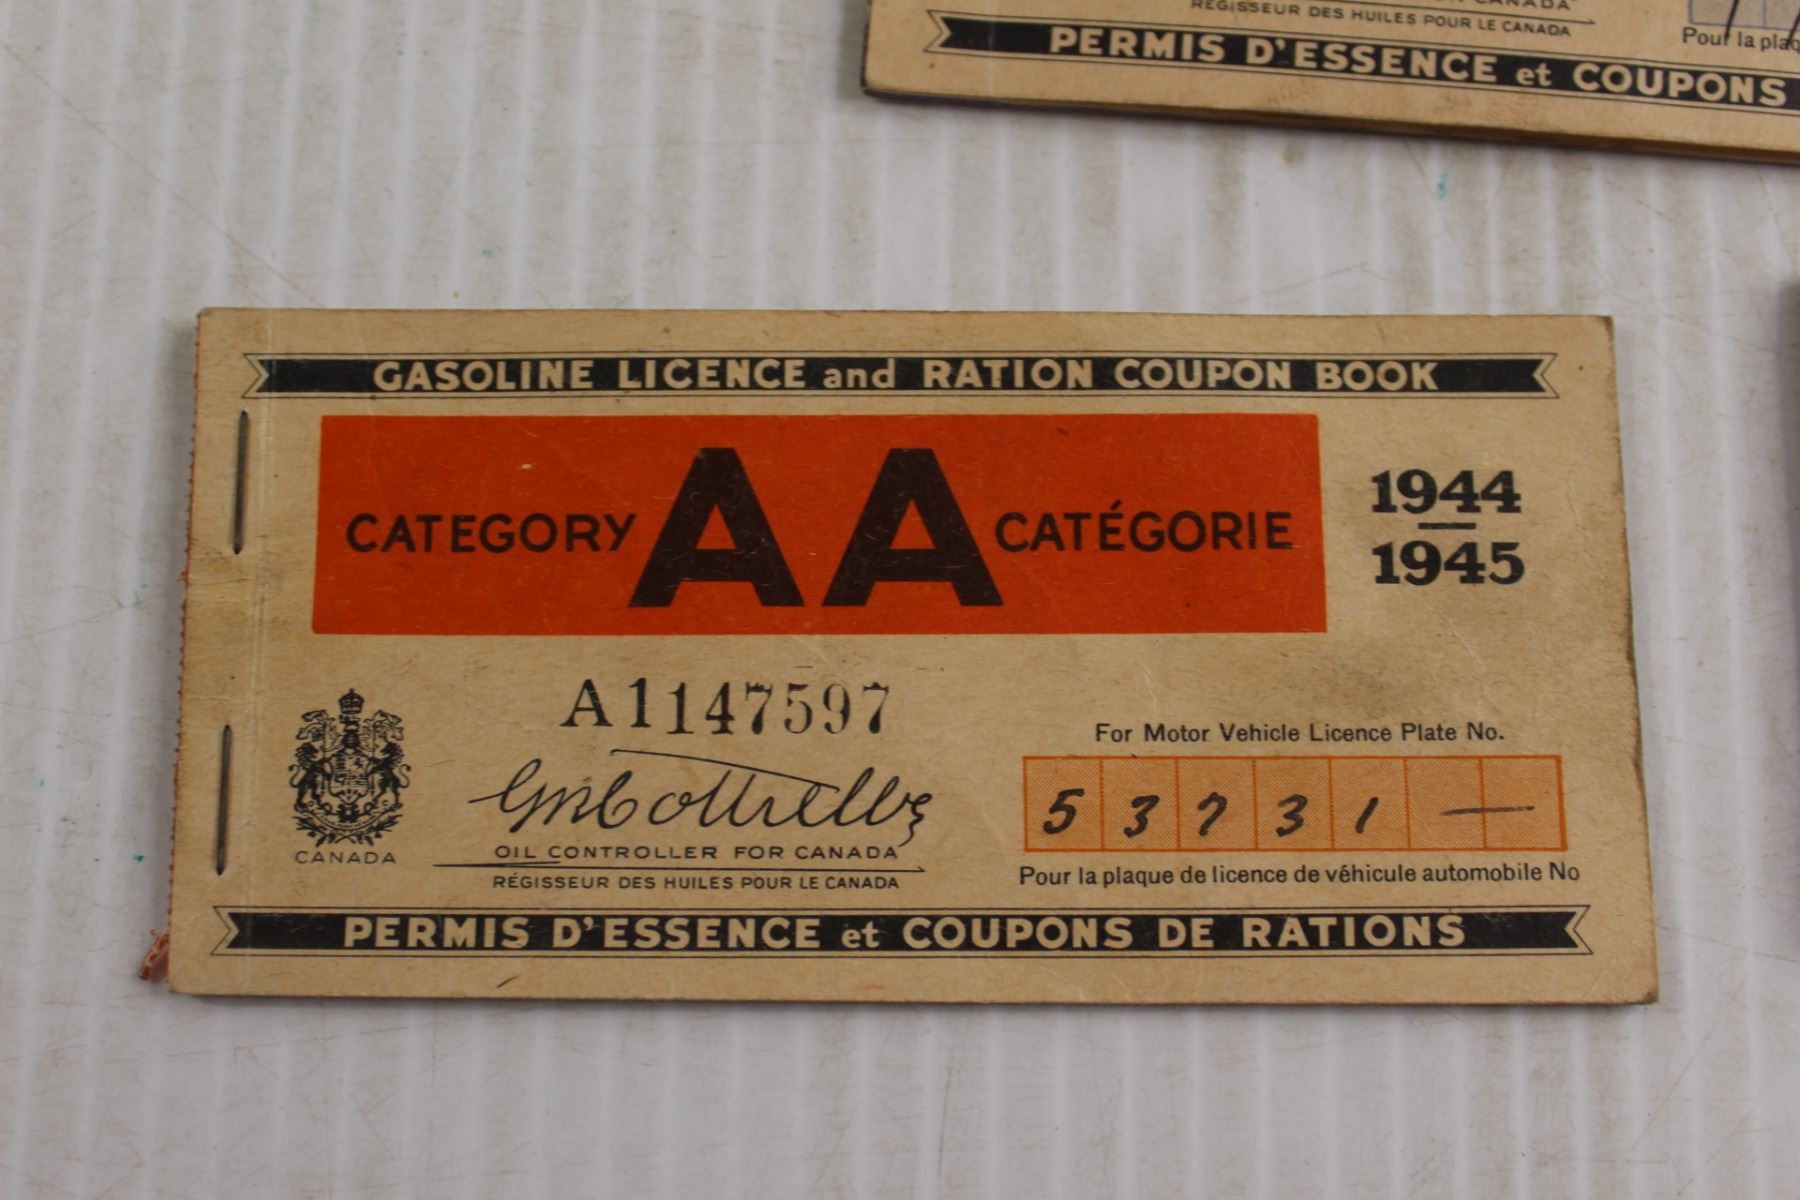 CANADA
RÉGISSEUR DES HUILES POUR LE CANADA
Pour la
PERMIS D'ESSENCE et COUPONS
GASOLINE LICENCE and RATION COUPON BOOK
CATEGORY AA CATÉGORIE
1944
1945
A1147597
For Motor Vehicle Licence Plate No.
53731—
CANADA
OIL CONTROLLER FOR CANADA
RÉGISSEUR DES HUILES POUR LE CANADA
Pour la plaque de licence de véhicule automobile No
PERMIS D'ESSENCE et COUPONS DE RATIONS